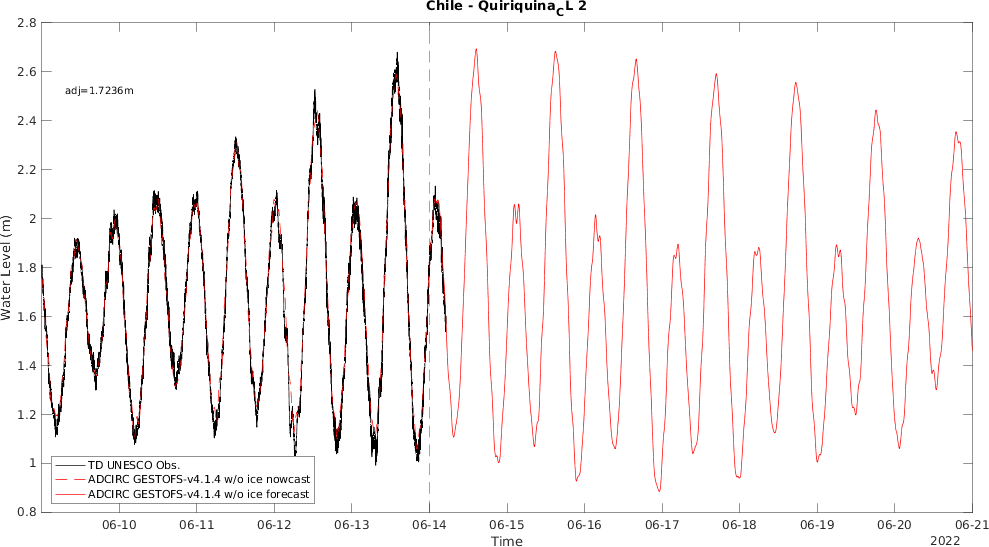 Chile - Quiriquina_CL 2
adj=1.7236m
Water Level (m)
2.8
2.6
2.4
2.2
2
1.8
1.6
1.4
1.2
1
0.8
TD UNESCO Obs.
ADCIRC GESTOFS-v4.1.4 w/o ice nowcast
ADCIRC GESTOFS-v4.1.4 w/o ice forecast
06-10 06-11 06-12 06-13 06-14 06-15 06-16 06-17 06-18 06-19 06-20 06-21
Time
2022